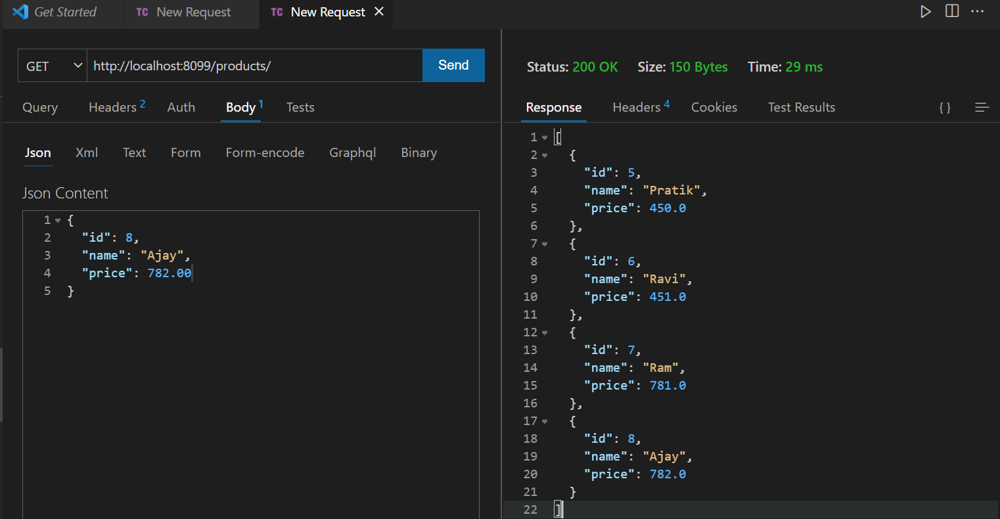 Get Started TC New Request TC New Request
GET http://localhost:8099/products/ Send
Query Headers 2 Auth Body 1 Tests
Json Xml Text Form Form-encode Graphql Binary
Json Content
1 {
2 "id": 8,
3 "name": "Ajay",
4 "price": 782.00
5 }
Status: 200 OK Size: 150 Bytes Time: 29 ms
Response Headers 4 Cookies Test Results { }
1 [
2 {
3 "id": 5,
4 "name": "Pratik",
5 "price": 450.0
6 },
7 {
8 "id": 6,
9 "name": "Ravi",
10 "price": 451.0
11 },
12 {
13 "id": 7,
14 "name": "Ram",
15 "price": 781.0
16 },
17 {
18 "id": 8,
19 "name": "Ajay",
20 "price": 782.0
21 }
22 ]